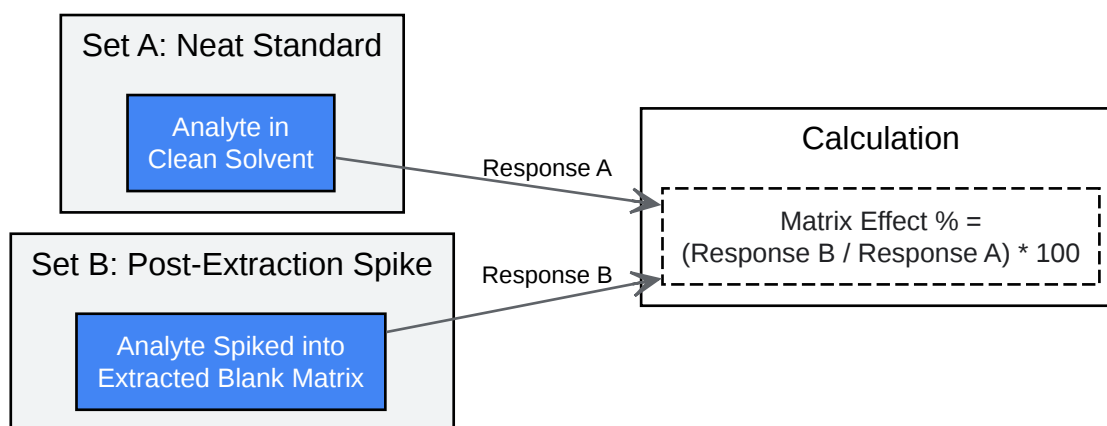 Set A: Neat Standard
Analyte in
Clean Solvent
Response A
Set B: Post-Extraction Spike
Analyte Spiked into
Extracted Blank Matrix
Response B
Calculation
Matrix Effect % =
(Response B / Response A) * 100